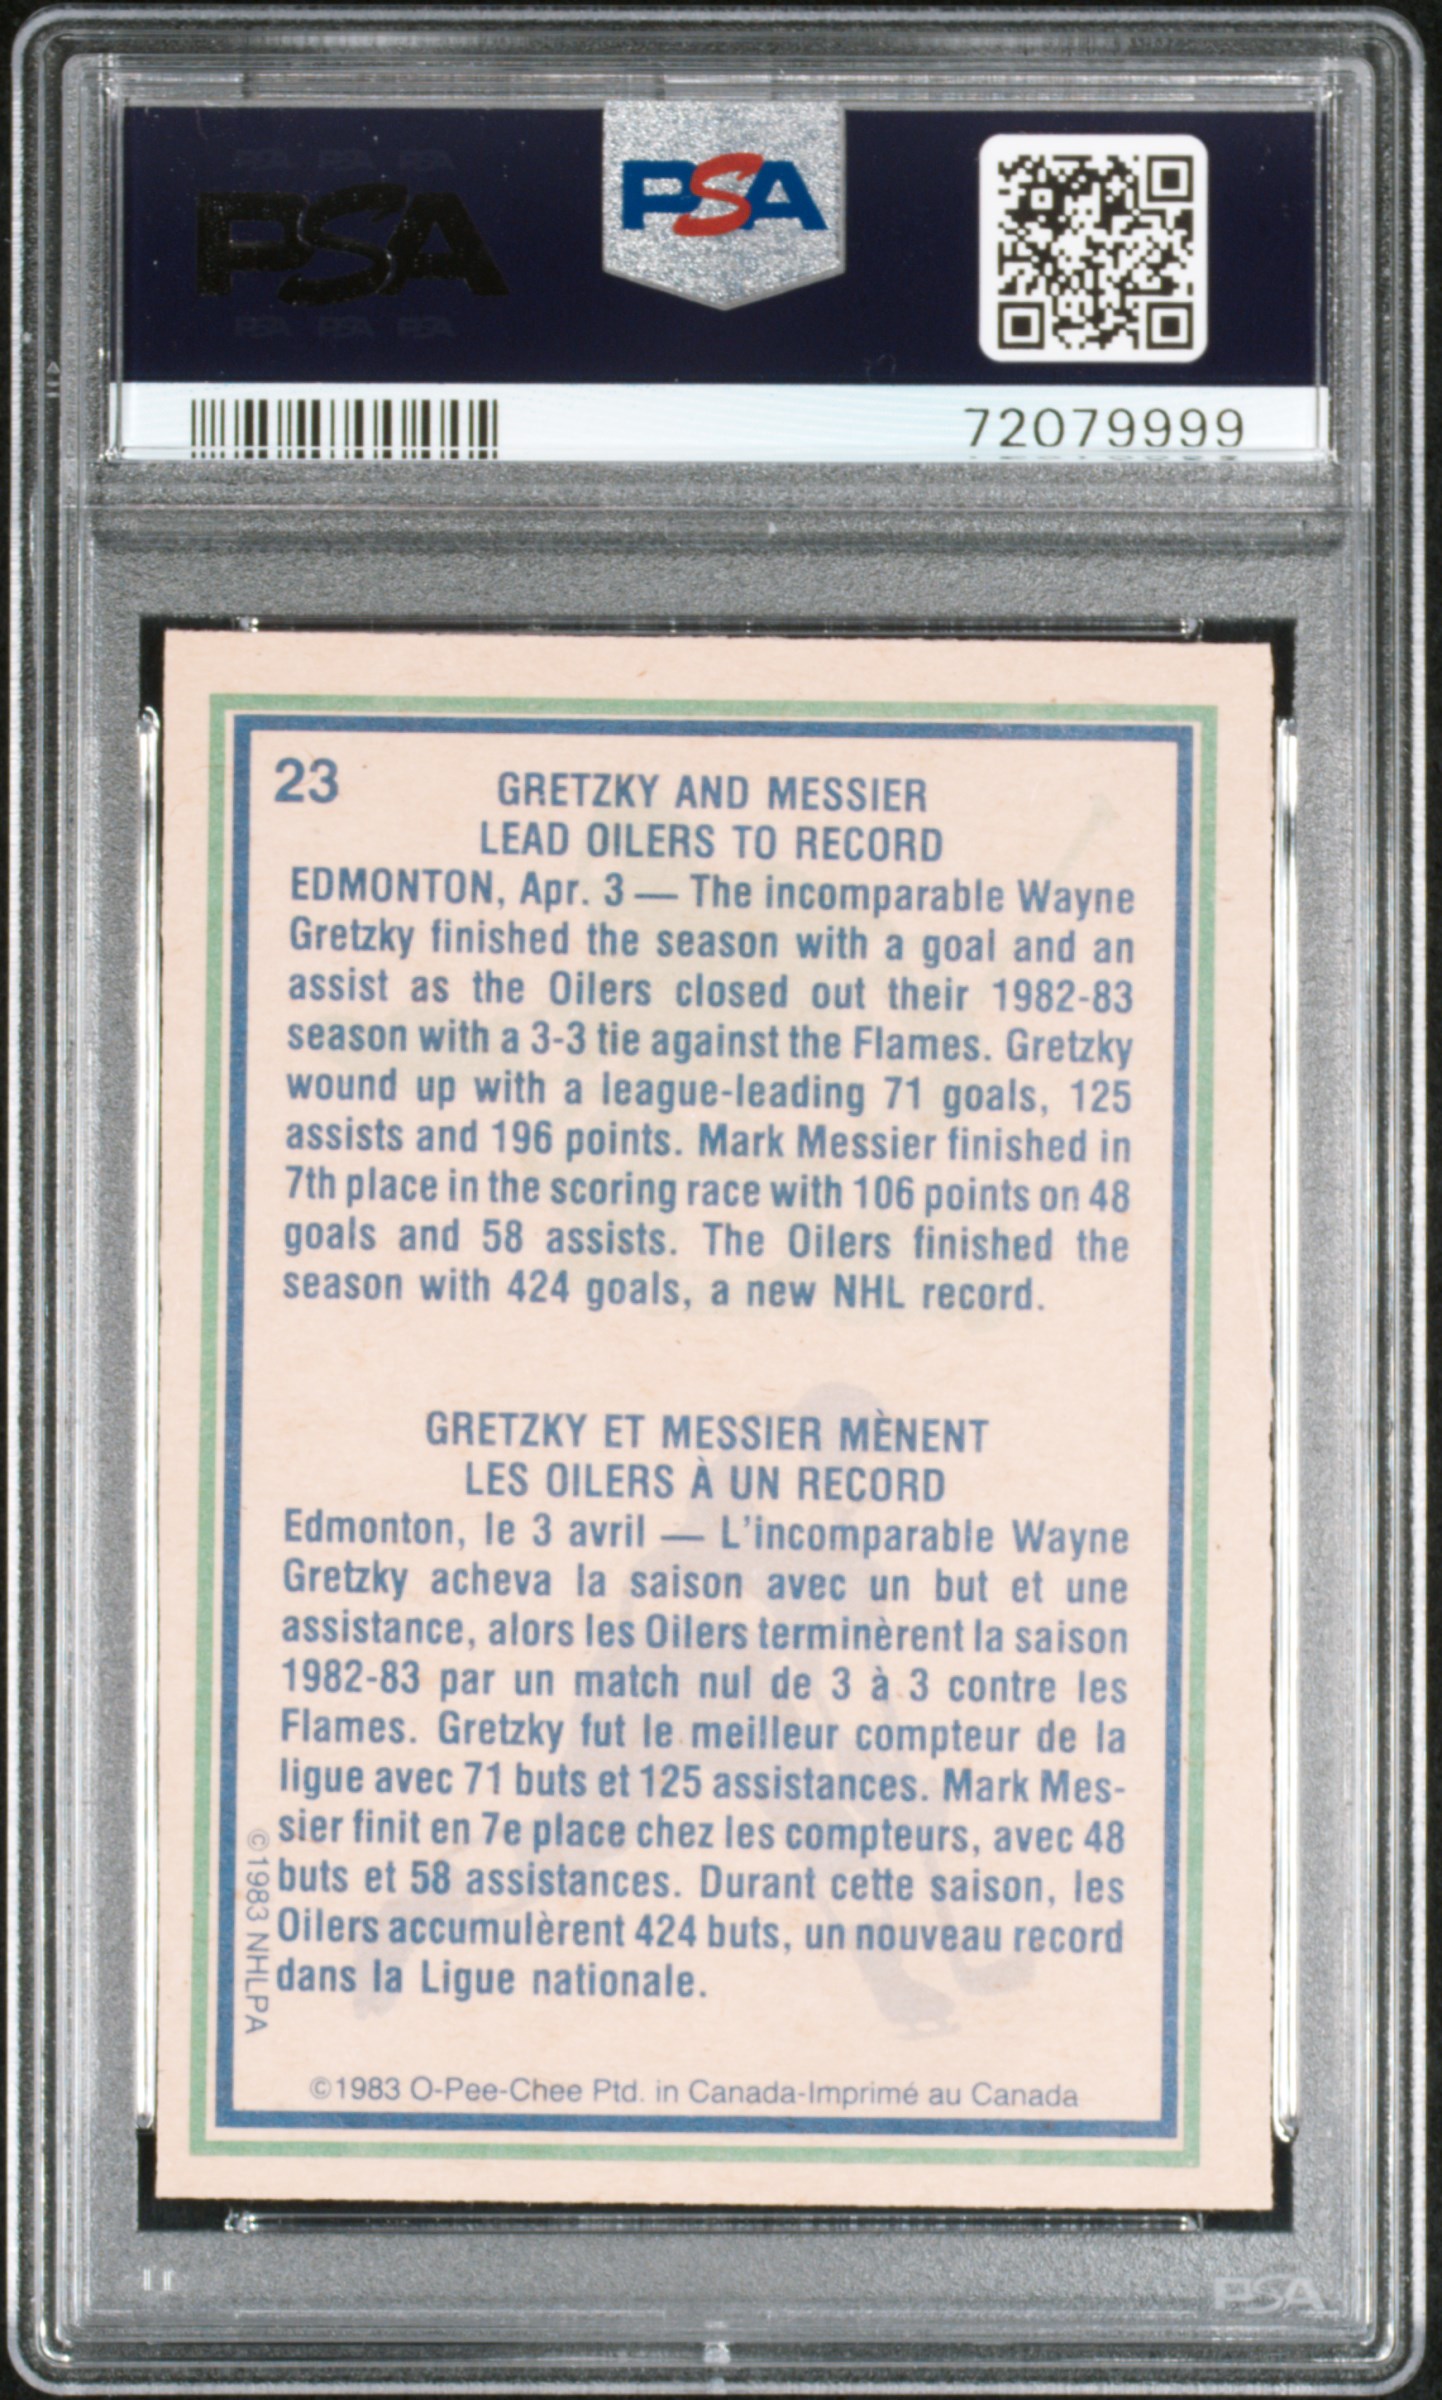 PSA PSA PSA
PSA
PSA PSA PSA
PSA
72079999
23
GRETZKY AND MESSIER
LEAD OILERS TO RECORD
EDMONTON, Apr. 3 — The incomparable Wayne
Gretzky finished the season with a goal and an
assist as the Oilers closed out their 1982-83
season with a 3-3 tie against the Flames. Gretzky
wound up with a league-leading 71 goals, 125
assists and 196 points. Mark Messier finished in
7th place in the scoring race with 106 points on 48
goals and 58 assists. The Oilers finished the
season with 424 goals, a new NHL record.
GRETZKY ET MESSIER MÈNENT
LES OILERS À UN RECORD
Edmonton, le 3 avril — L'incomparable Wayne
Gretzky acheva la saison avec un but et une
assistance, alors les Oilers terminèrent la saison
1982-83 par un match nul de 3 à 3 contre les
Flames. Gretzky fut le meilleur compteur de la
ligue avec 71 buts et 125 assistances. Mark Mes-
sier finit en 7e place chez les compteurs, avec 48
buts et 58 assistances. Durant cette saison, les
Oilers accumulèrent 424 buts, un nouveau record
dans la Ligue nationale.
©1983 NHLPA
©1983 O-Pee-Chee Ptd. in Canada-Imprimé au Canada
PSA